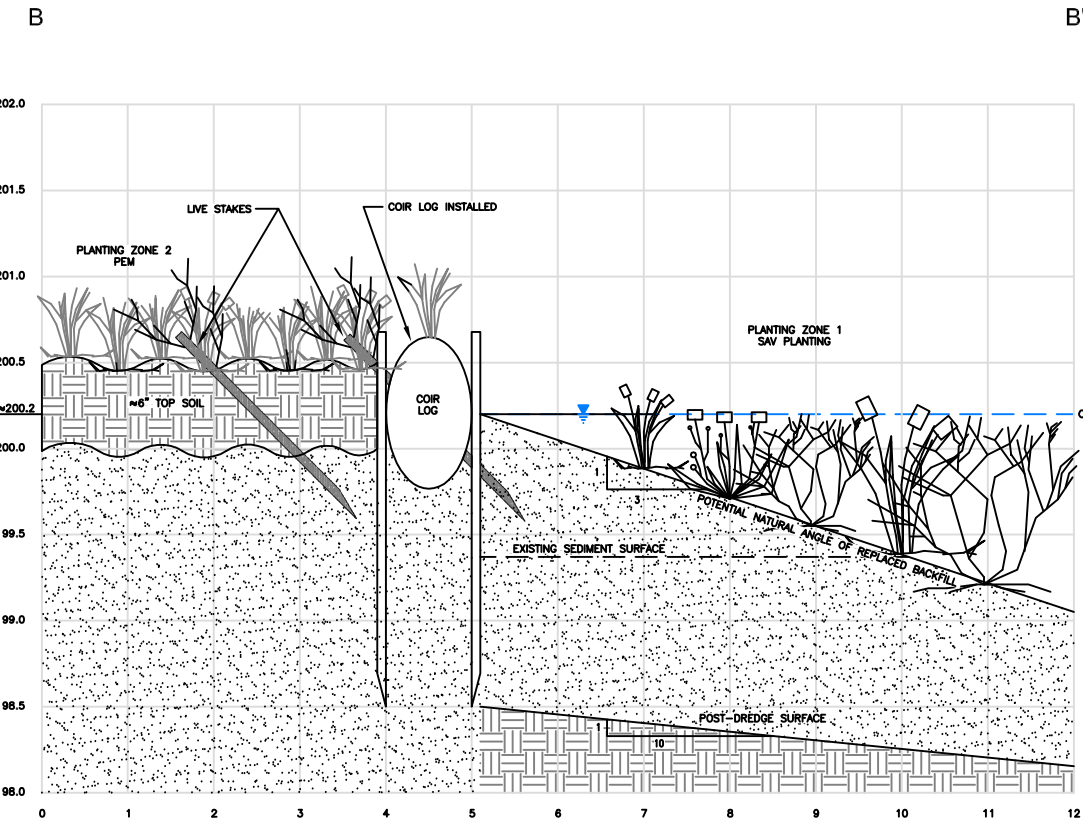 B
B'
202.0
201.5
LIVE STAKES
COIR LOG INSTALLED
PLANTING ZONE 2
PEM
201.0
PLANTING ZONE 1
SAV PLANTING
200.5
COIR
LOG
≈6" TOP SOIL
≈200.2
200.0
1
3
POTENTIAL NATURAL ANGLE OF REPLACED BACKFILL
99.5
EXISTING SEDIMENT SURFACE
99.0
98.5
POST-DREDGE SURFACE
1
10
98.0
0 1 2 3 4 5 6 7 8 9 10 11 12